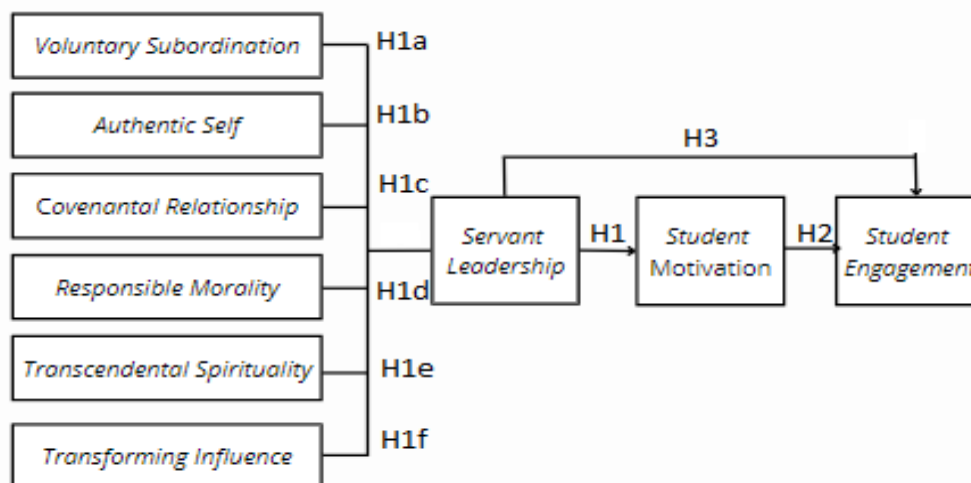 Voluntary Subordination
H1a
Authentic Self
H1b
Covenantal Relationship
H1c
Responsible Morality
H1d
Transcendental Spirituality
H1e
Transforming Influence
H1f
Servant
Leadership
H1
Student
Motivation
H2
Student
Engagement
H3